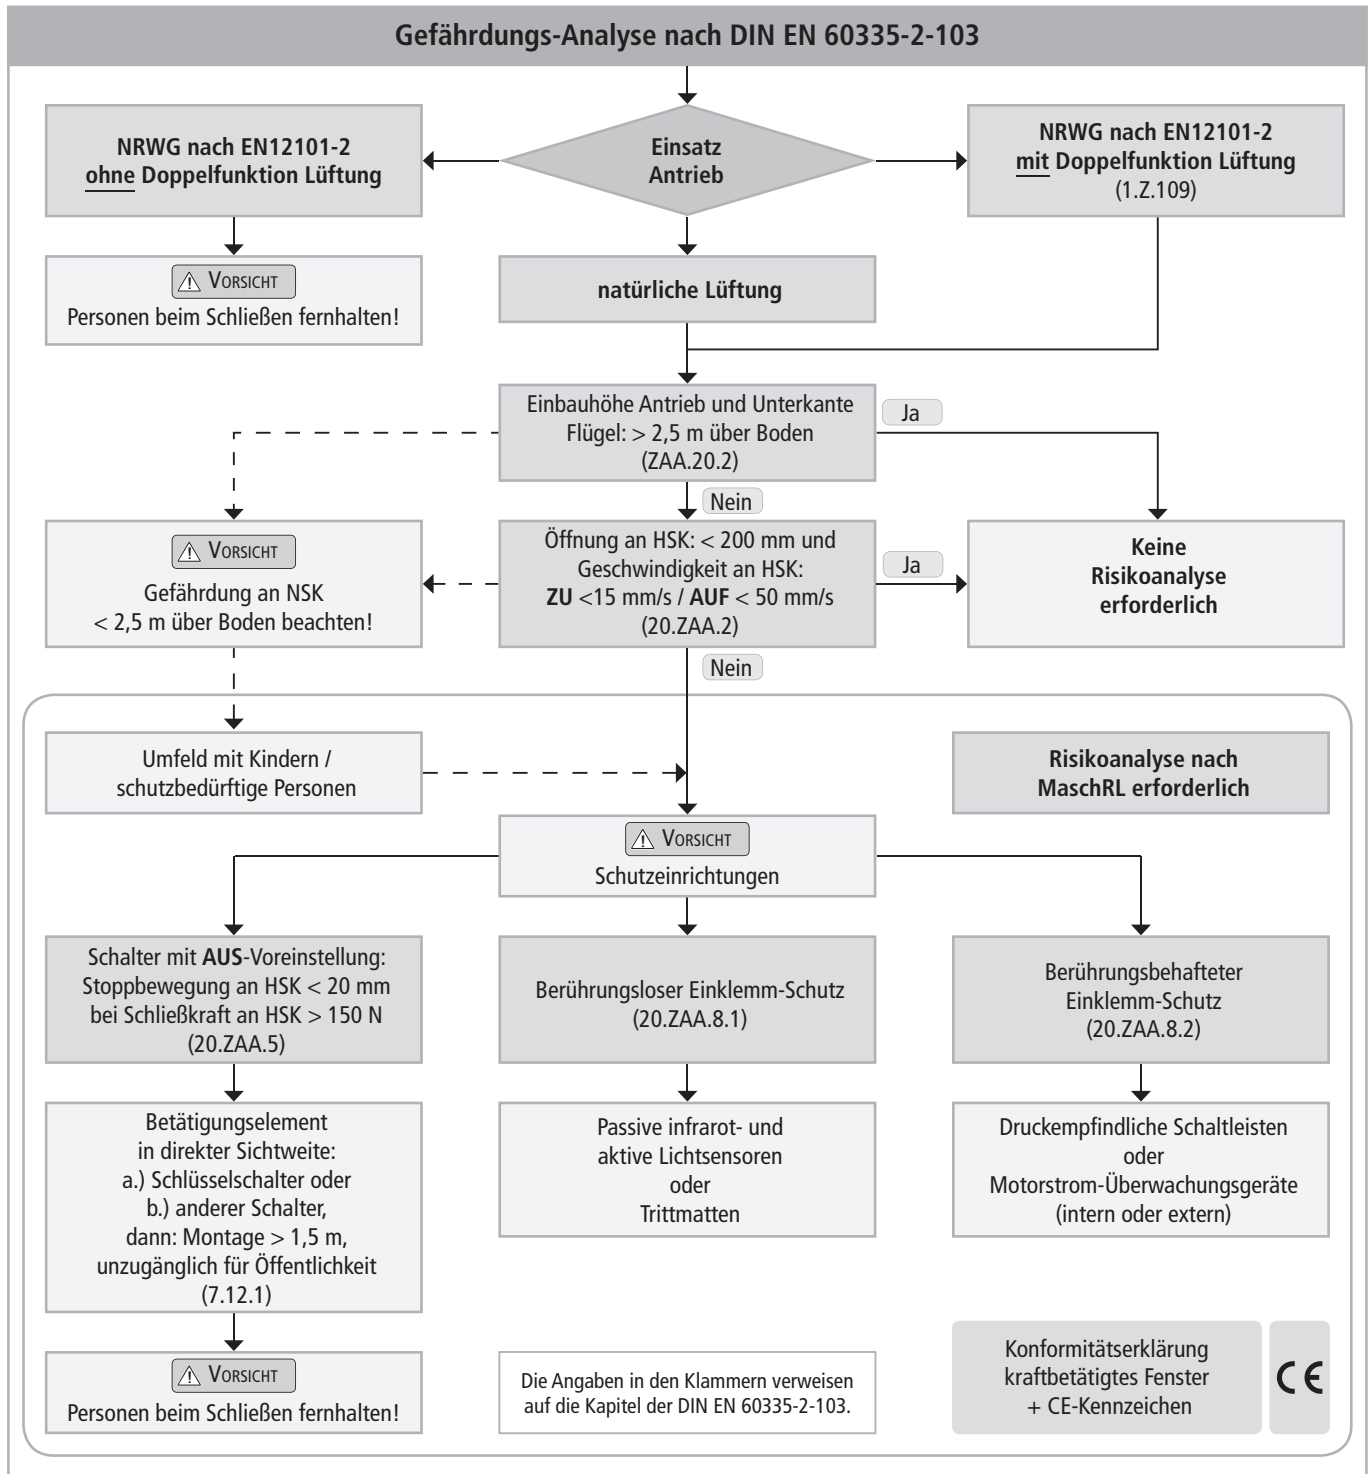 Gefährdungs-Analyse nach DIN EN 60335-2-103
NRWG nach EN12101-2
ohne Doppelfunktion Lüftung
Einsatz
Antrieb
NRWG nach EN12101-2
mit Doppelfunktion Lüftung
(1.Z.109)
VORSICHT
Personen beim Schließen fernhalten!
natürliche Lüftung
Einbauhöhe Antrieb und Unterkante
Flügel: > 2,5 m über Boden
(ZAA.20.2)
Ja
Nein
VORSICHT
Gefährdung an NSK
< 2,5 m über Boden beachten!
Öffnung an HSK: < 200 mm und
Geschwindigkeit an HSK:
ZU <15 mm/s / AUF < 50 mm/s
(20.ZAA.2)
Ja
Keine
Risikoanalyse
erforderlich
Nein
Umfeld mit Kindern /
schutzbedürftige Personen
Risikoanalyse nach
MaschRL erforderlich
VORSICHT
Schutzeinrichtungen
Schalter mit AUS-Voreinstellung:
Stoppbewegung an HSK < 20 mm
bei Schließkraft an HSK > 150 N
(20.ZAA.5)
Berührungsloser Einklemm-Schutz
(20.ZAA.8.1)
Berührungsbehafteter
Einklemm-Schutz
(20.ZAA.8.2)
Betätigungselement
in direkter Sichtweite:
a.) Schlüsselschalter oder
b.) anderer Schalter,
dann: Montage > 1,5 m,
unzugänglich für Öffentlichkeit
(7.12.1)
Passive infrarot- und
aktive Lichtsensoren
oder
Trittmatten
Druckempfindliche Schaltleisten
oder
Motorstrom-Überwachungsgeräte
(intern oder extern)
VORSICHT
Personen beim Schließen fernhalten!
Die Angaben in den Klammern verweisen
auf die Kapitel der DIN EN 60335-2-103.
Konformitätserklärung
kraftbetätigtes Fenster
+ CE-Kennzeichen
CE